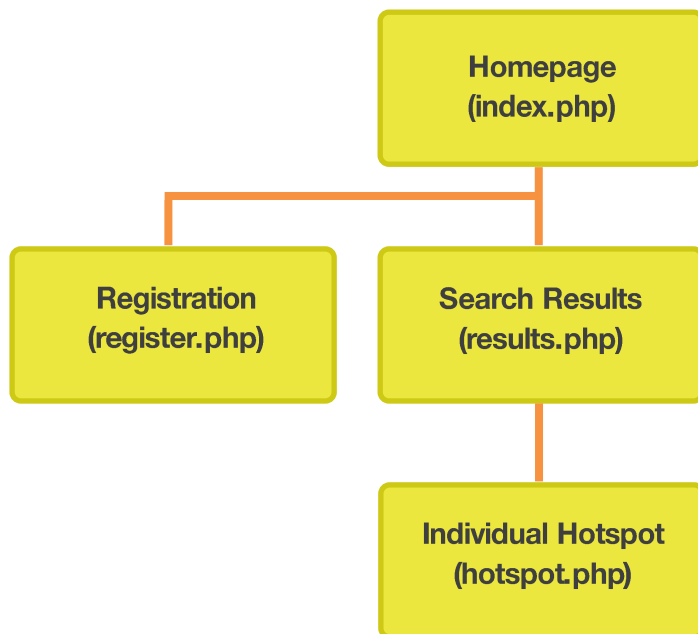 Homepage
(index.php)
Registration
(register.php)
Search Results
(results.php)
Individual Hotspot
(hotspot.php)